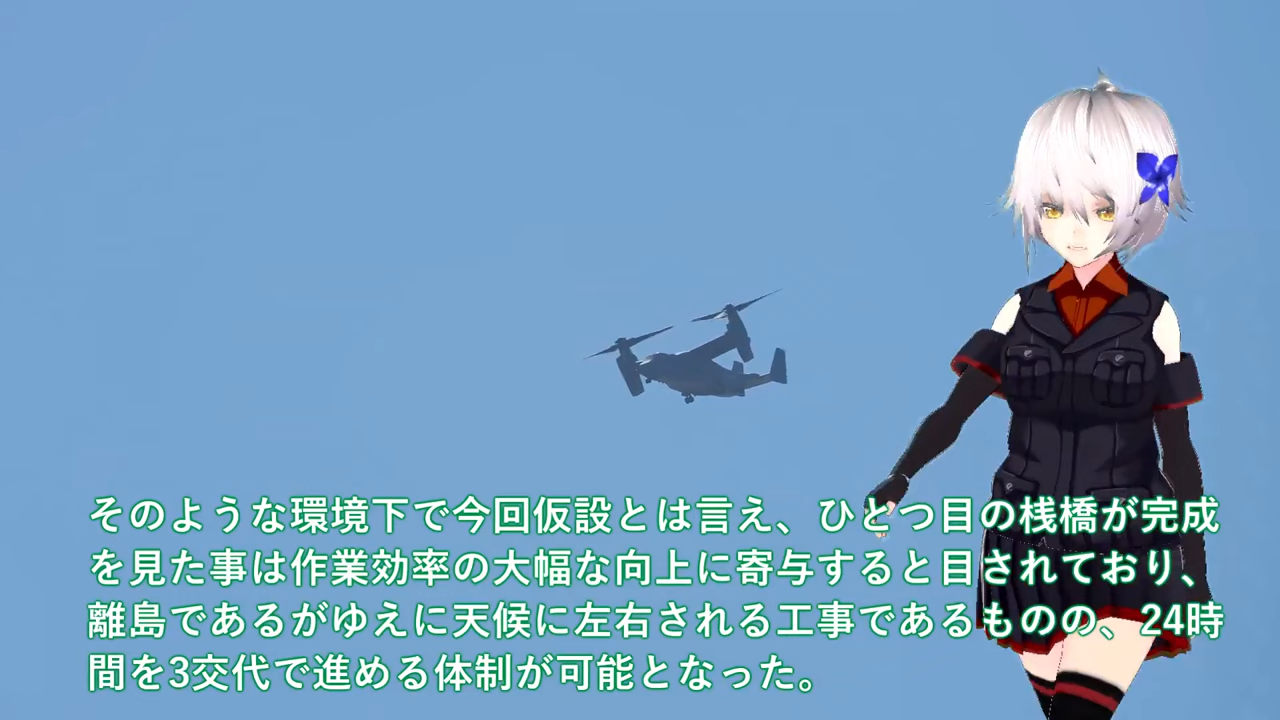 そのような環境下で今回仮設とは言え、ひとつ目の桟橋が完成
を見た事は作業効率の大幅な向上に寄与すると目されており、
離島であるがゆえに天候に左右される工事であるものの、24時
間を3交代で進める体制が可能となった。